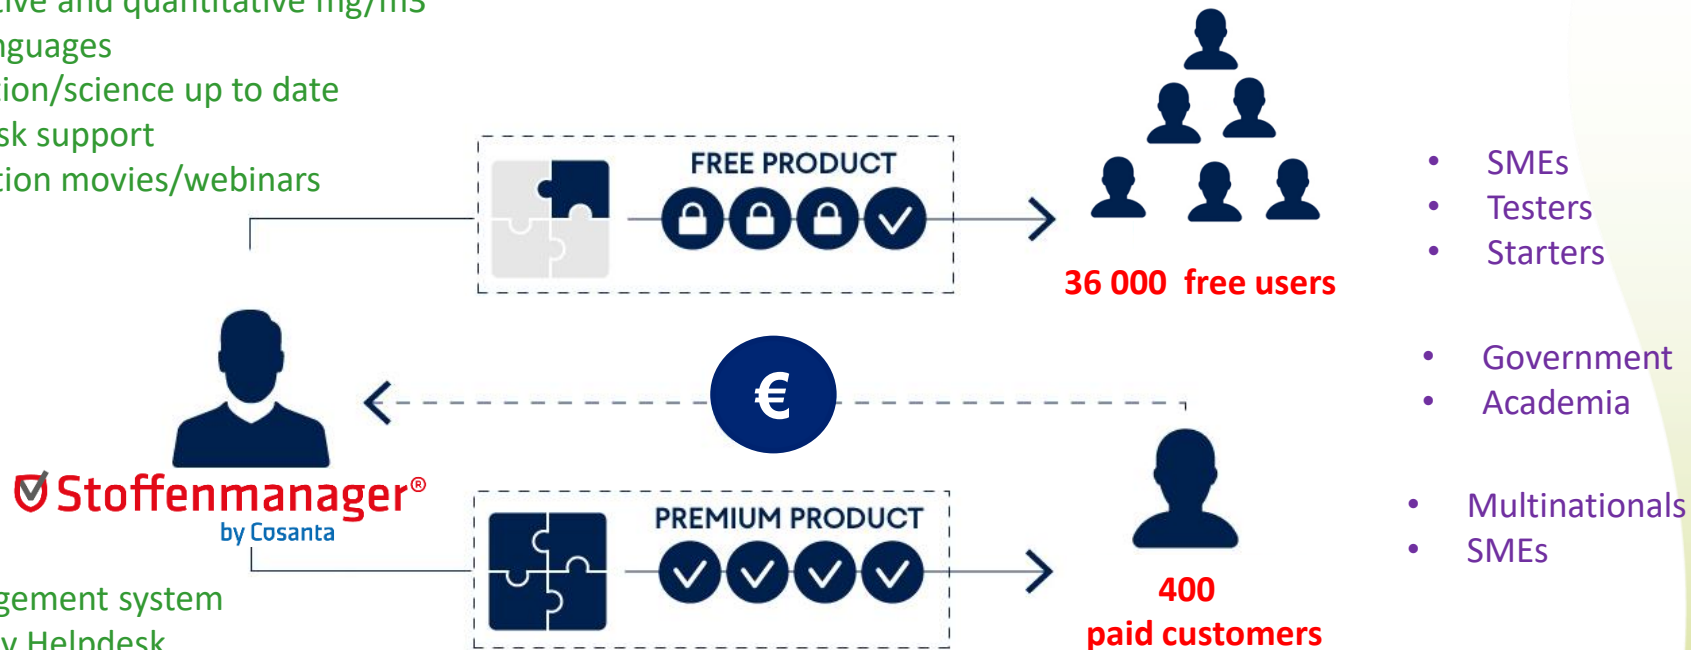 tive and quantitative mg/m3
nguages
tion/science up to date
sk support
tion movies/webinars
FREE PRODUCT
36 000 free users
• SMEs
• Testers
• Starters
• Government
• Academia
€
Stoffenmanager®
by Cosanta
PREMIUM PRODUCT
400
paid customers
• Multinationals
• SMEs
gement system
y Helpdesk